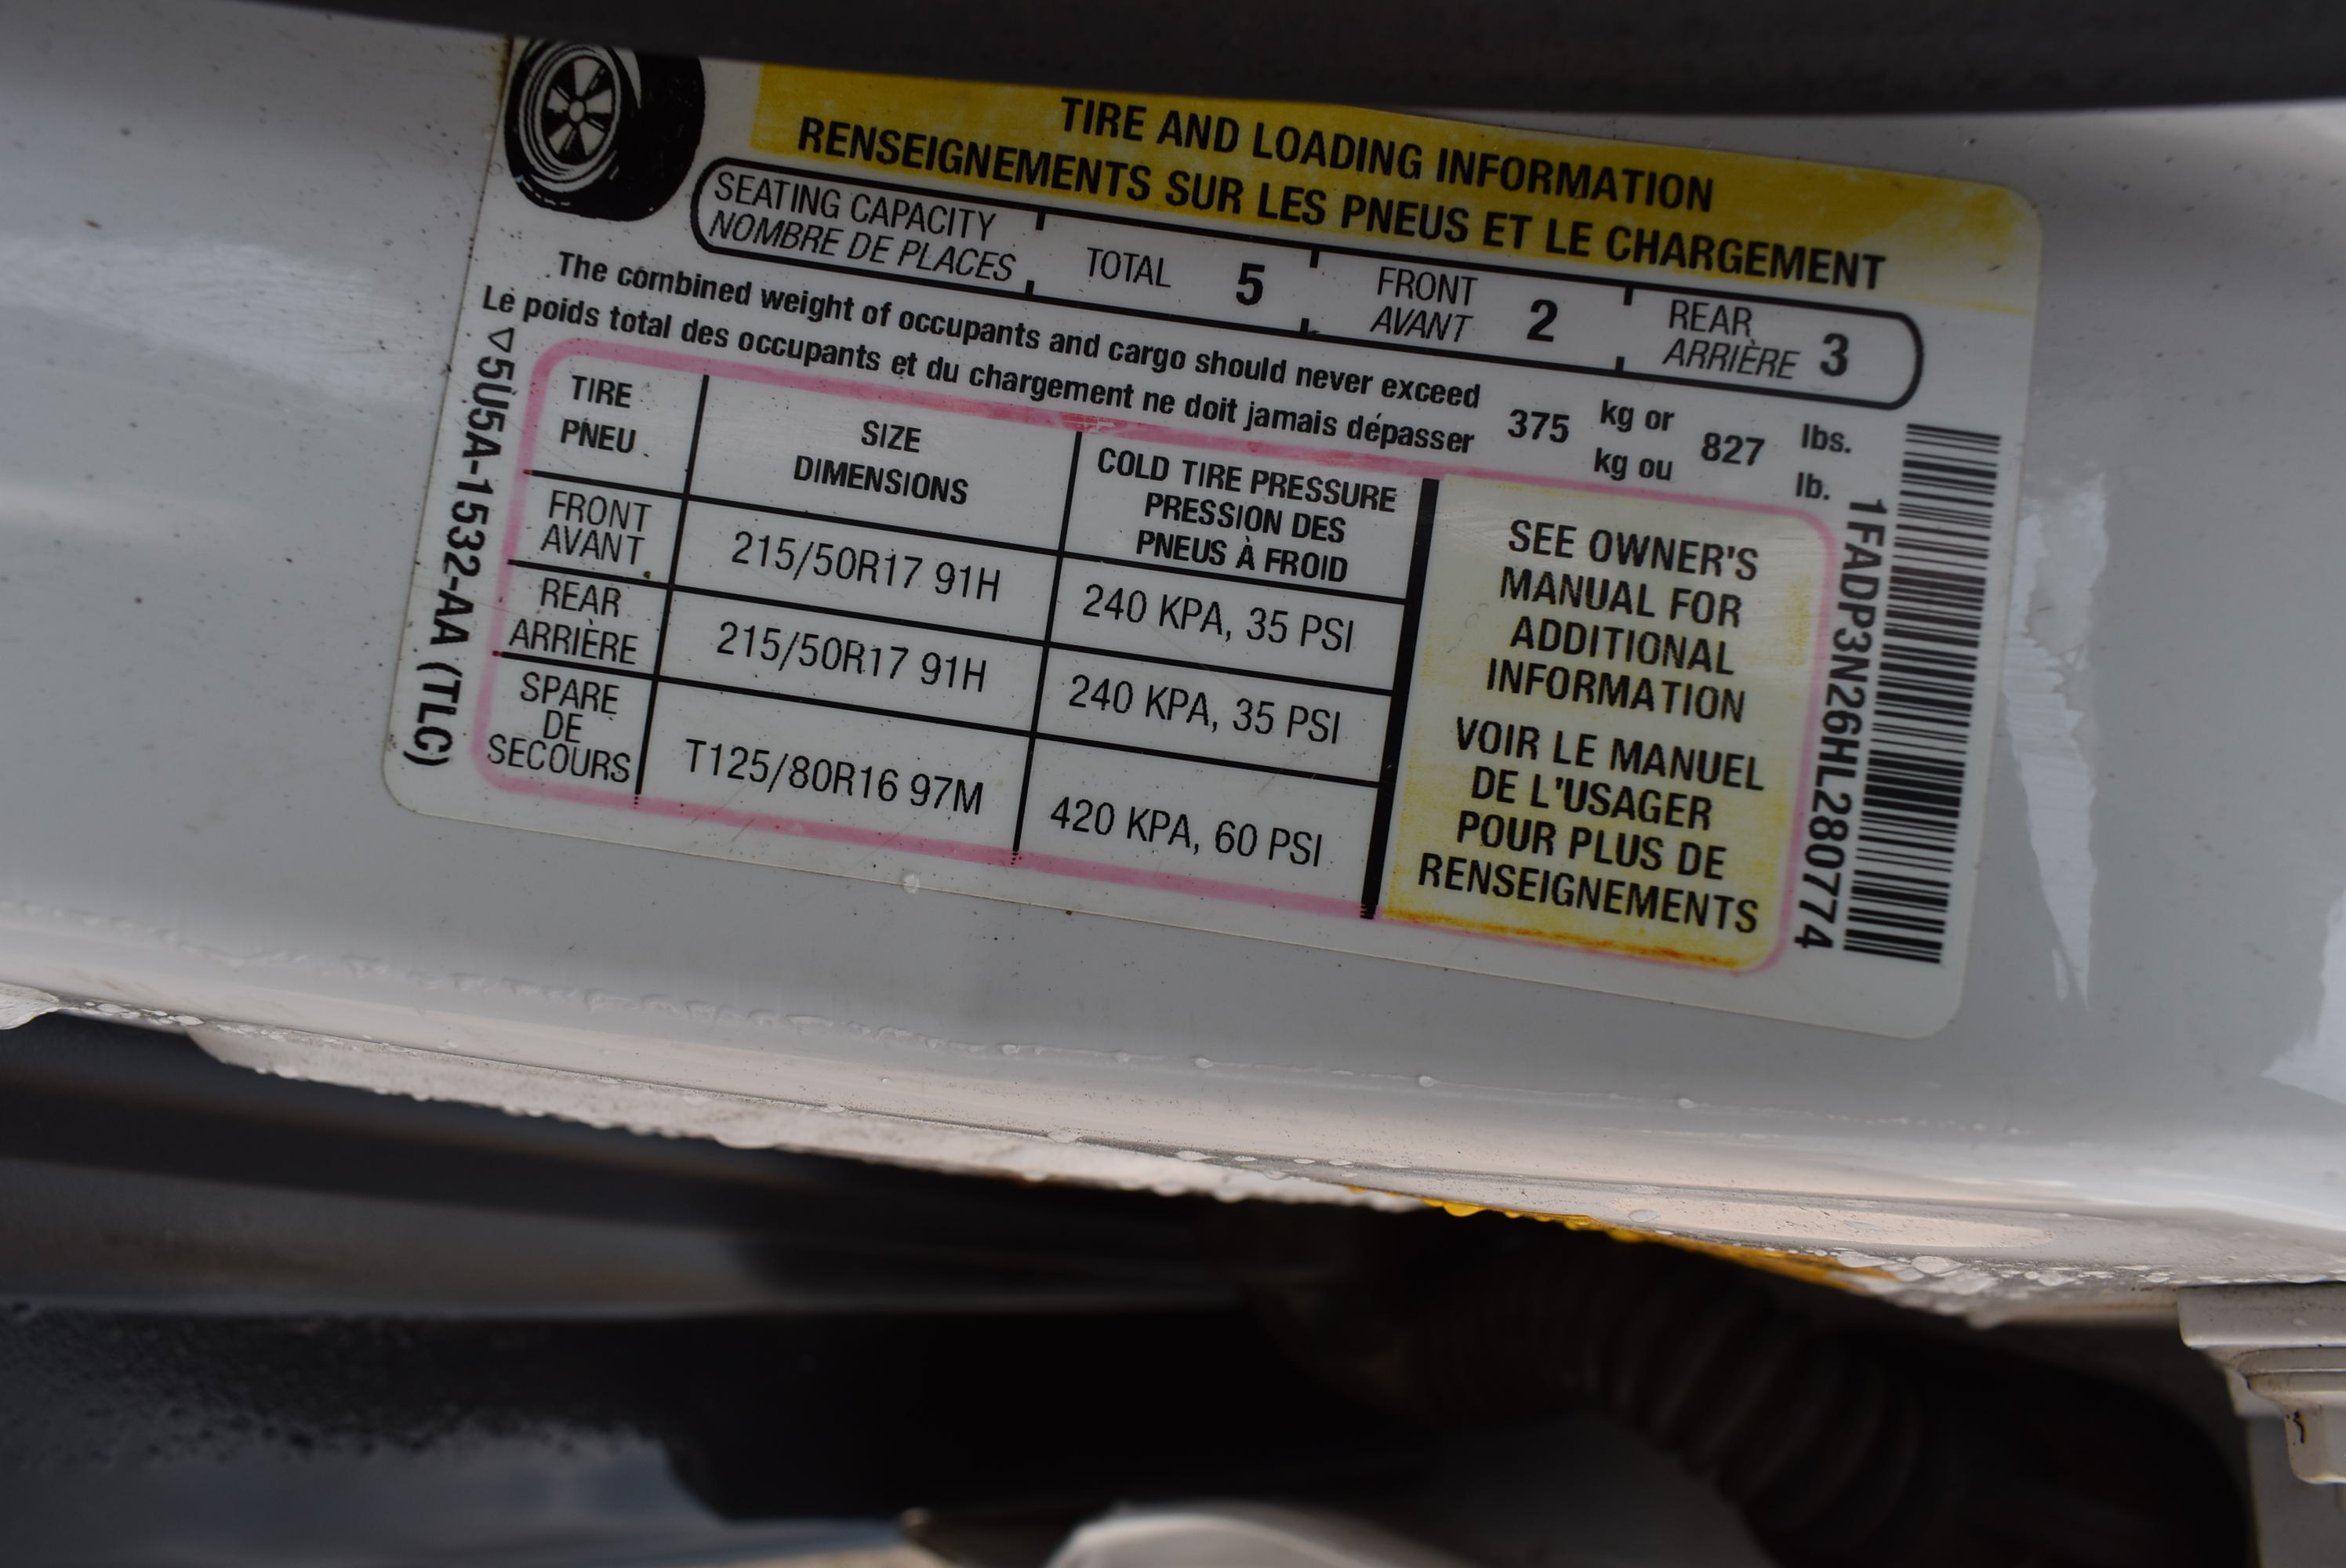 TIRE AND LOADING INFORMATION
RENSEIGNEMENTS SUR LES PNEUS ET LE CHARGEMENT
SEATING CAPACITY
NOMBRE DE PLACES
TOTAL 5
FRONT
AVANT
2
REAR
ARRIÈRE
3
The combined weight of occupants and cargo should never exceed
Le poids total des occupants et du chargement ne doit jamais dépasser
375
kg or
kg ou
827
lbs.
lb.
TIRE
PNEU
SIZE
DIMENSIONS
COLD TIRE PRESSURE
PRESSION DES
PNEUS À FROID
FRONT
AVANT
215/50R17 91H
240 KPA, 35 PSI
REAR
ARRIÈRE
215/50R17 91H
240 KPA, 35 PSI
SPARE
DE
SECOURS
T125/80R16 97M
420 KPA, 60 PSI
SEE OWNER'S
MANUAL FOR
ADDITIONAL
INFORMATION
VOIR LE MANUEL
DE L'USAGER
POUR PLUS DE
RENSEIGNEMENTS
▽5U5A-1532-AA (TLC)
1FADP3N26HL280774